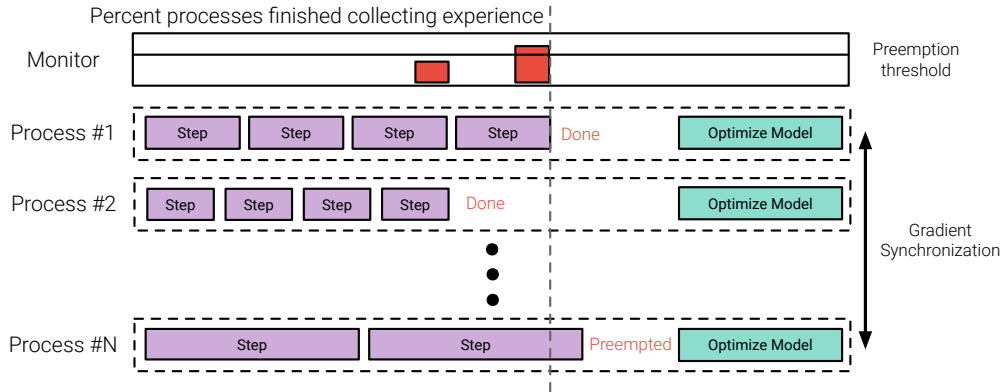 Percent processes finished collecting experience
Monitor
Preemption
threshold
Process #1
Step
Step
Step
Step
Done
Optimize Model
Process #2
Step
Step
Step
Step
Done
Optimize Model
Gradient
Synchronization
Process #N
Step
Step
Preempted
Optimize Model